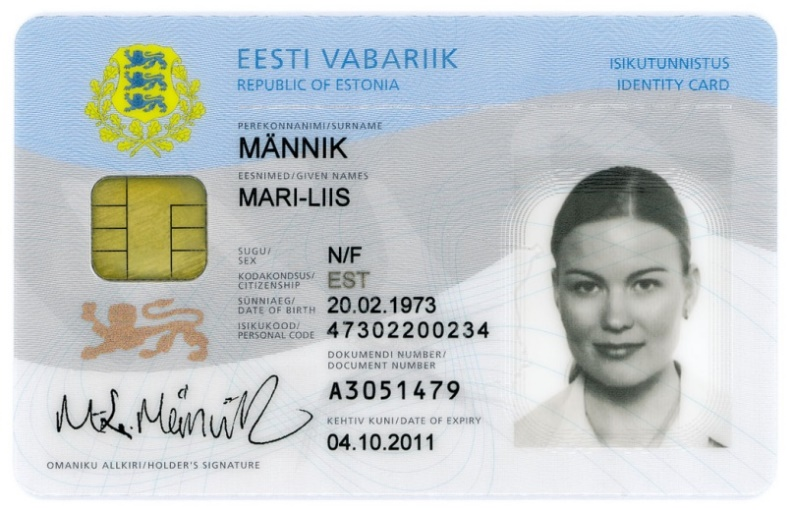 EESTI VABARIIK
REPUBLIC OF ESTONIA
ISIKUTUNNISTUS
IDENTITY CARD
PEREKONNANIMI/SURNAME
MÄNNIK
EESNIMED/GIVEN NAMES
MARI-LIIS
SUGU/
SEX
N/F
KODAKONDSUS/
CITIZENSHIP
EST
SÜNNIAEG/
DATE OF BIRTH
20.02.1973
ISIKUKOOD/
PERSONAL CODE
47302200234
DOKUMENDI NUMBER/
DOCUMENT NUMBER
A3051479
KEHTIV KUNI/DATE OF EXPIRY
04.10.2011
M-L. Männik
OMANIKU ALLKIRI/HOLDER'S SIGNATURE